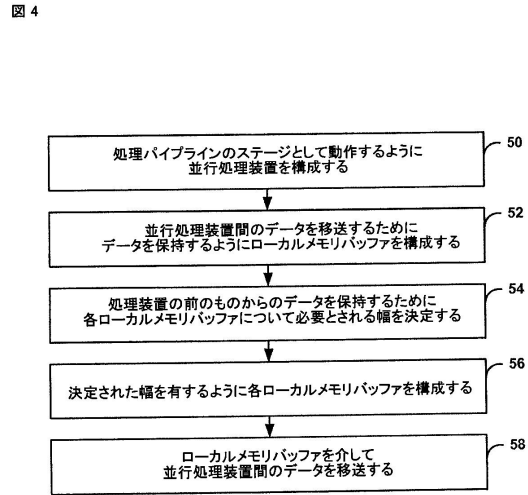 図 4
処理パイプラインのステージとして動作するように
並行処理装置を構成する
50
並行処理装置間のデータを移送するために
データを保持するようにローカルメモリバッファを構成する
52
処理装置の前のものからのデータを保持するために
各ローカルメモリバッファについて必要とされる幅を決定する
54
決定された幅を有するように各ローカルメモリバッファを構成する
56
ローカルメモリバッファを介して
並行処理装置間のデータを移送する
58